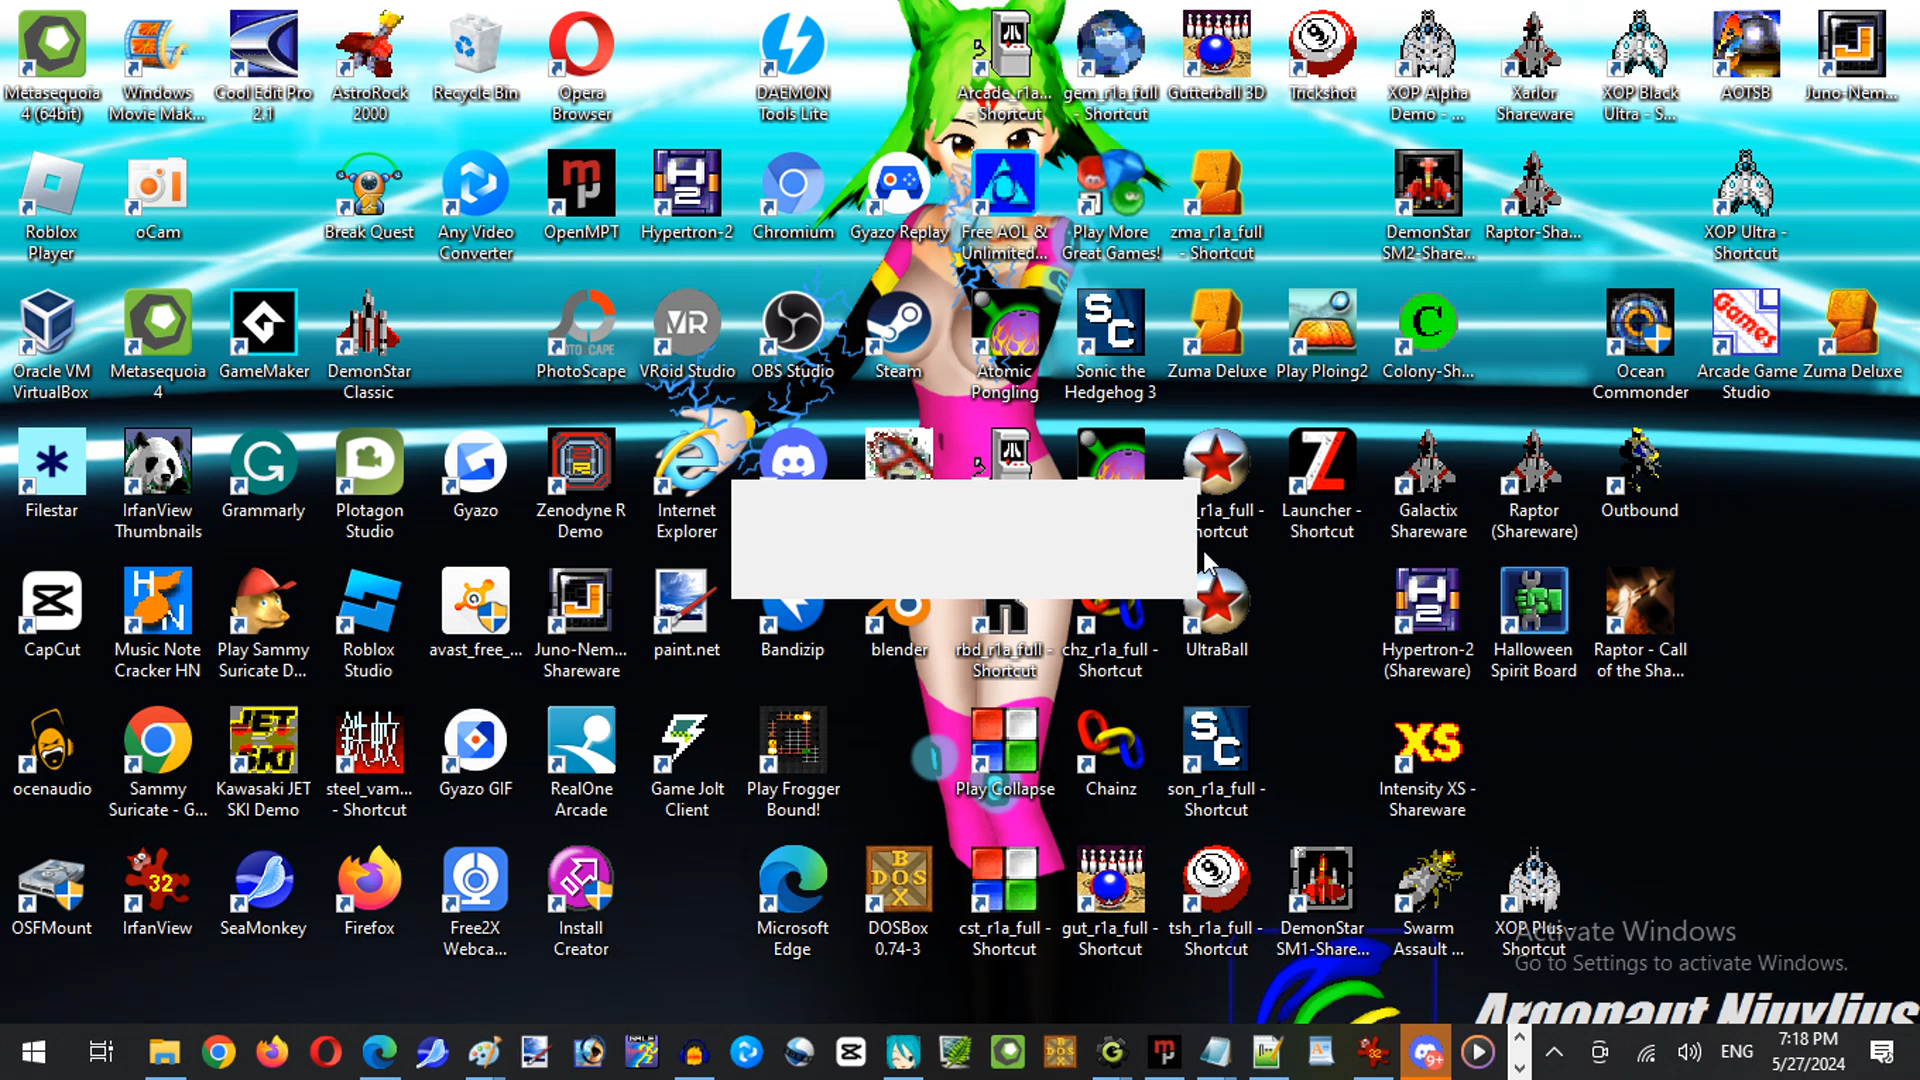 Metasequoia 4 (64bit)
Windows Movie Mak...
Cool Edit Pro 2.1
AstroRock 2000
Recycle Bin
Opera Browser
DAEMON Tools Lite
Arcade_r1a... - Shortcut
gem_r1a_full - Shortcut
Gutterball 3D
Trickshot
XOP Alpha Demo - ...
Xarlor Shareware
XOP Black Ultra - S...
AOTSB
Juno-Nem...
Roblox Player
oCam
Break Quest
Any Video Converter
OpenMPT
Hypertron-2
Chromium
Gyazo Replay
Free AOL & Unlimited...
Play More Great Games!
zma_r1a_full - Shortcut
DemonStar SM2-Share...
Raptor-Sha...
XOP Ultra - Shortcut
Oracle VM VirtualBox
Metasequoia 4
GameMaker
DemonStar Classic
PhotoScape
VRoid Studio
OBS Studio
Steam
Atomic Pongling
Sonic the Hedgehog 3
Zuma Deluxe
Play Ploing2
Colony-Sh...
Ocean Commonder
Arcade Game Studio
Zuma Deluxe
Filestar
IrfanView Thumbnails
Grammarly
Plotagon Studio
Gyazo
Zenodyne R Demo
Internet Explorer
_r1a_full - Shortcut
Launcher - Shortcut
Galactix Shareware
Raptor (Shareware)
Outbound
CapCut
Music Note Cracker HN
Play Sammy Suricate D...
Roblox Studio
avast_free_...
Juno-Nem... Shareware
paint.net
Bandizip
blender
rbd_r1a_full - Shortcut
chz_r1a_full - Shortcut
UltraBall
Hypertron-2 (Shareware)
Halloween Spirit Board
Raptor - Call of the Sha...
ocenaudio
Sammy Suricate - G...
Kawasaki JET SKI Demo
steel_vam... - Shortcut
Gyazo GIF
RealOne Arcade
Game Jolt Client
Play Frogger Bound!
Play Collapse
Chainz
son_r1a_full - Shortcut
Intensity XS - Shareware
OSFMount
IrfanView
SeaMonkey
Firefox
Free2X Webca...
Install Creator
Microsoft Edge
DOSBox 0.74-3
cst_r1a_full - Shortcut
gut_r1a_full - Shortcut
tsh_r1a_full - Shortcut
DemonStar SM1-Share...
Swarm Assault ...
XOP Plus - Shortcut
Activate Windows
Go to Settings to activate Windows.
Argonaut Niuylius
ENG
7:18 PM
5/27/2024